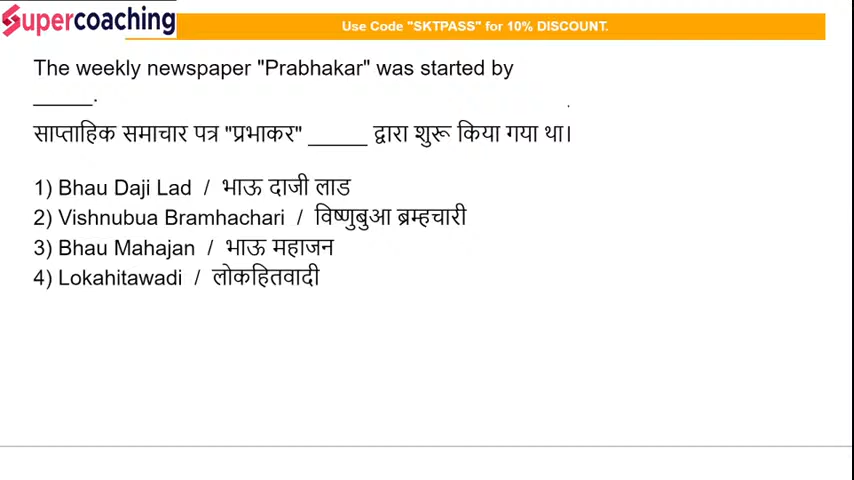 Supercoaching
Use Code "SKTPASS" for 10% DISCOUNT.
The weekly newspaper "Prabhakar" was started by
_____.
साप्ताहिक समाचार पत्र "प्रभाकर" _____ द्वारा शुरू किया गया था।
1) Bhau Daji Lad / भाऊ दाजी लाड
2) Vishnubua Bramhachari / विष्णुबुआ ब्रम्हचारी
3) Bhau Mahajan / भाऊ महाजन
4) Lokahitawadi / लोकहितवादी